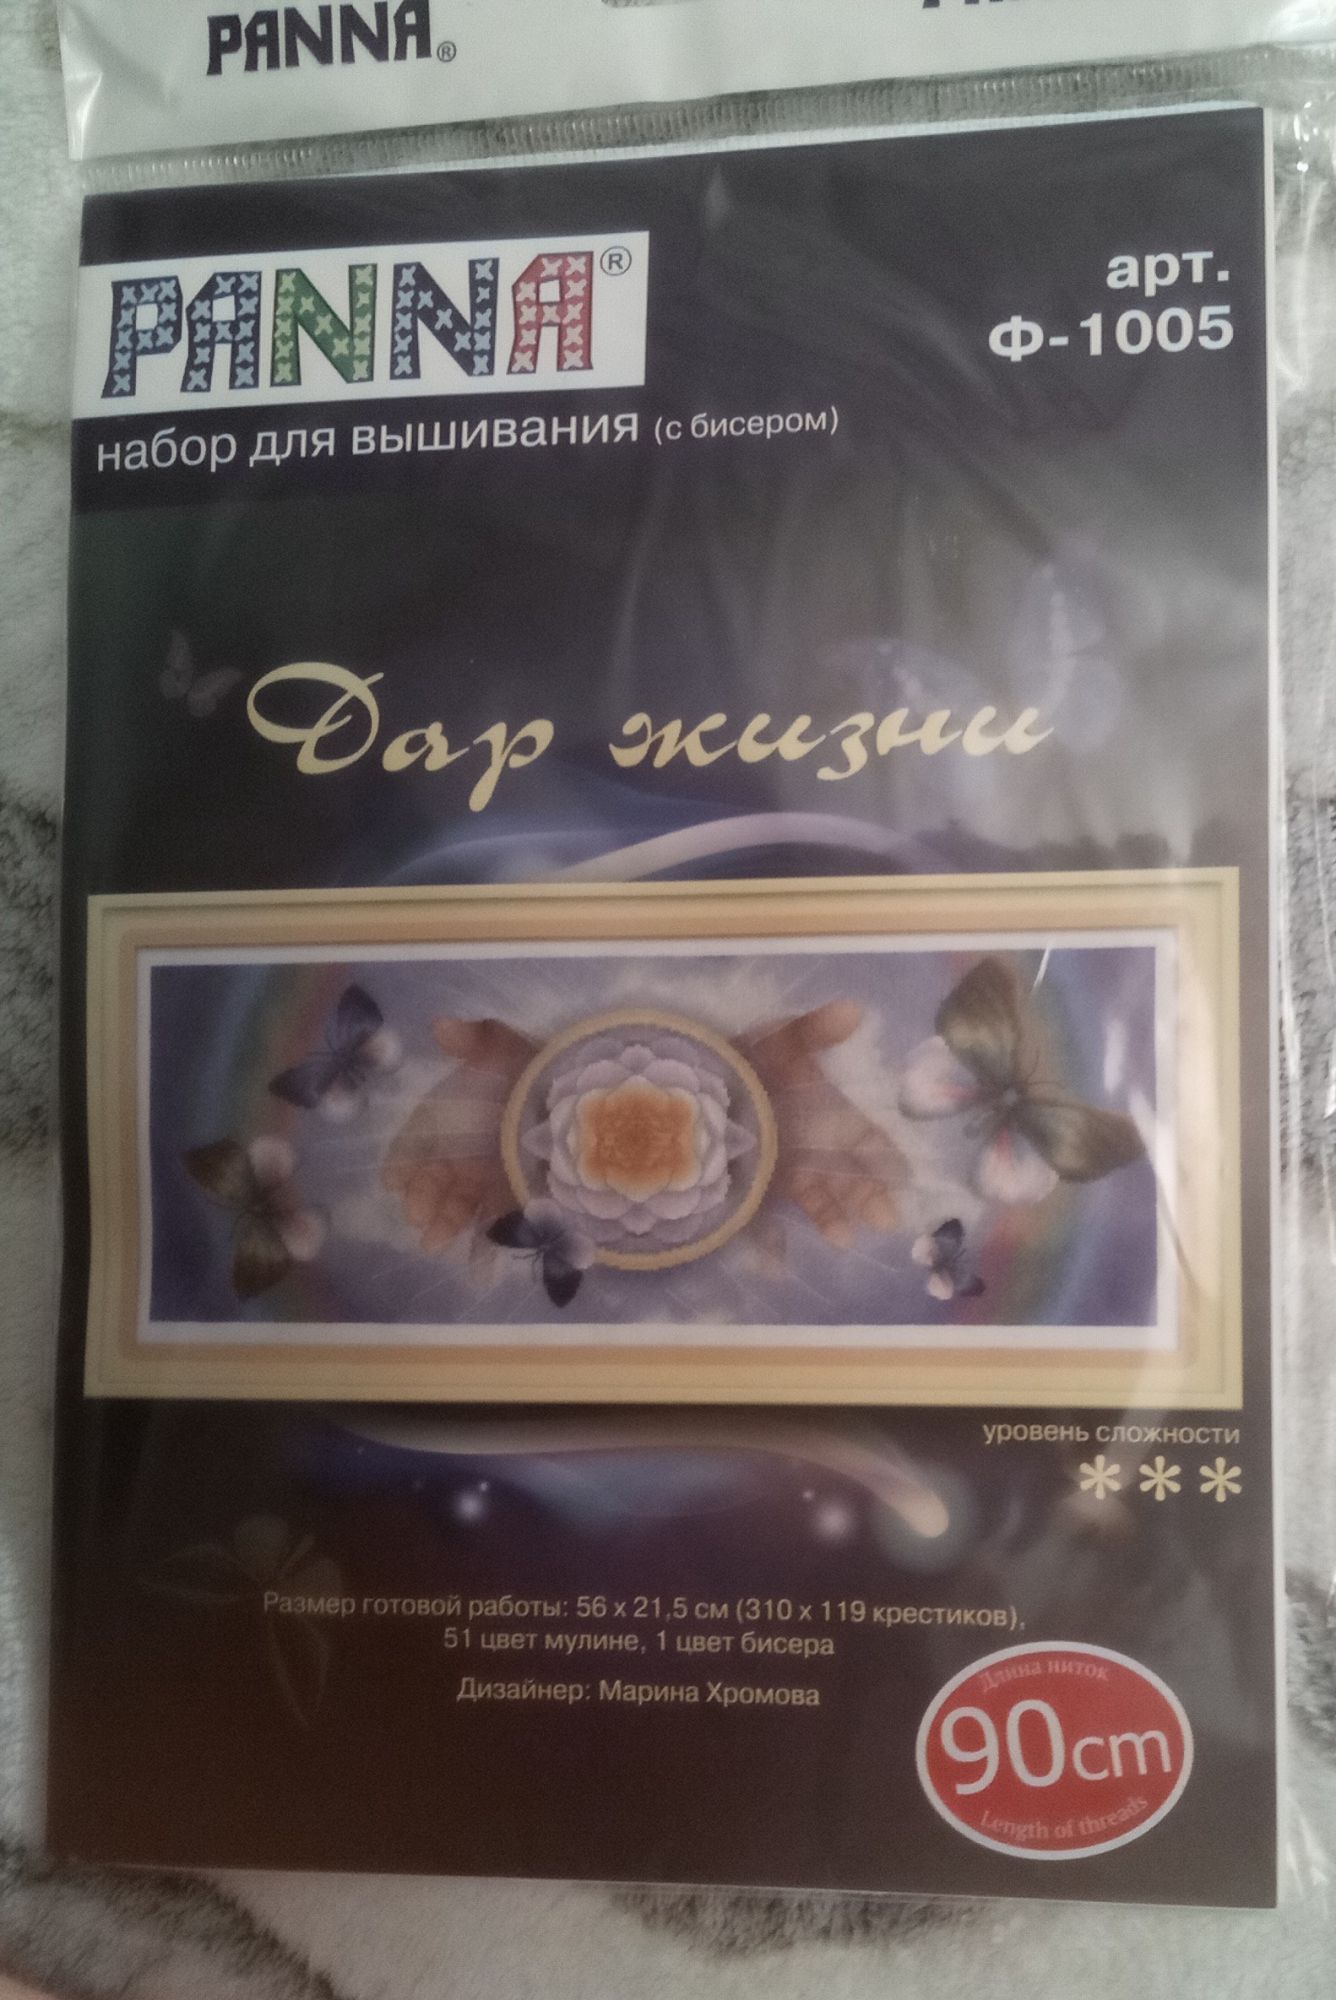 PANNA®
PANNA®
арт.
Ф-1005
набор для вышивания (с бисером)
Дар жизни
уровень сложности
***
Размер готовой работы: 56 х 21,5 см (310 х 119 крестиков),
51 цвет мулине, 1 цвет бисера
Дизайнер: Марина Хромова
Длина ниток
90cm
Length of threads